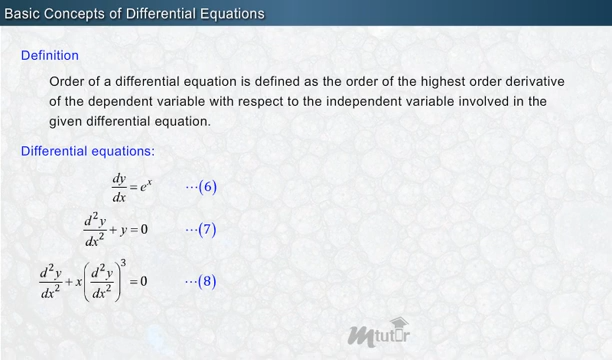 Basic Concepts of Differential Equations
Definition
Order of a differential equation is defined as the order of the highest order derivative
of the dependent variable with respect to the independent variable involved in the
given differential equation.
Differential equations:
dy/dx = eˣ ⋯(6)
d²y/dx² + y = 0 ⋯(7)
d²y/dx² + x(d²y/dx²)³ = 0 ⋯(8)
Mtutor